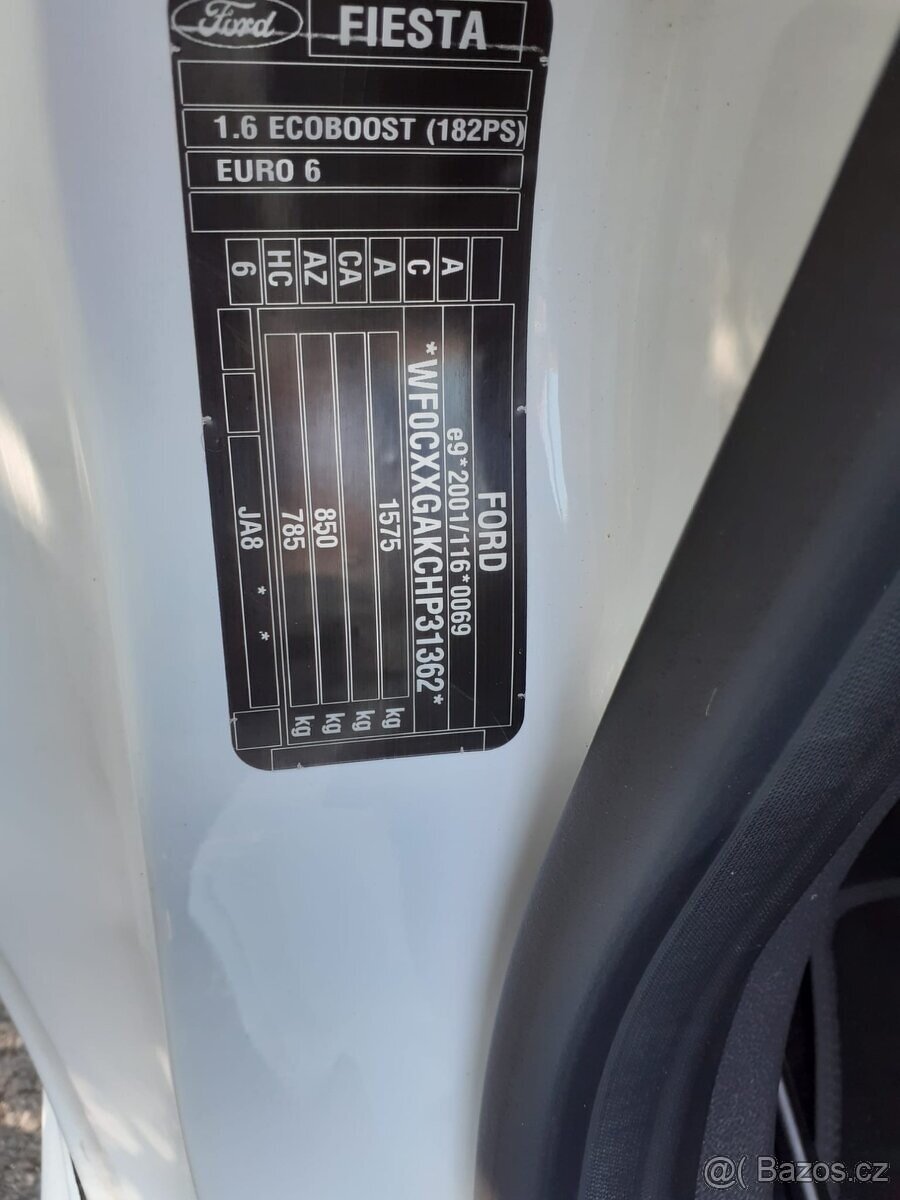 Ford
FIESTA
1.6 ECOBOOST (182PS)
EURO 6
FORD
e9*2001/116*0069
*WF0CXXGAKCHP31362*
1575 kg
kg
850 kg
785 kg
JA8 * *
A
C
A
CA
AZ
HC
6
@( Bazos.cz